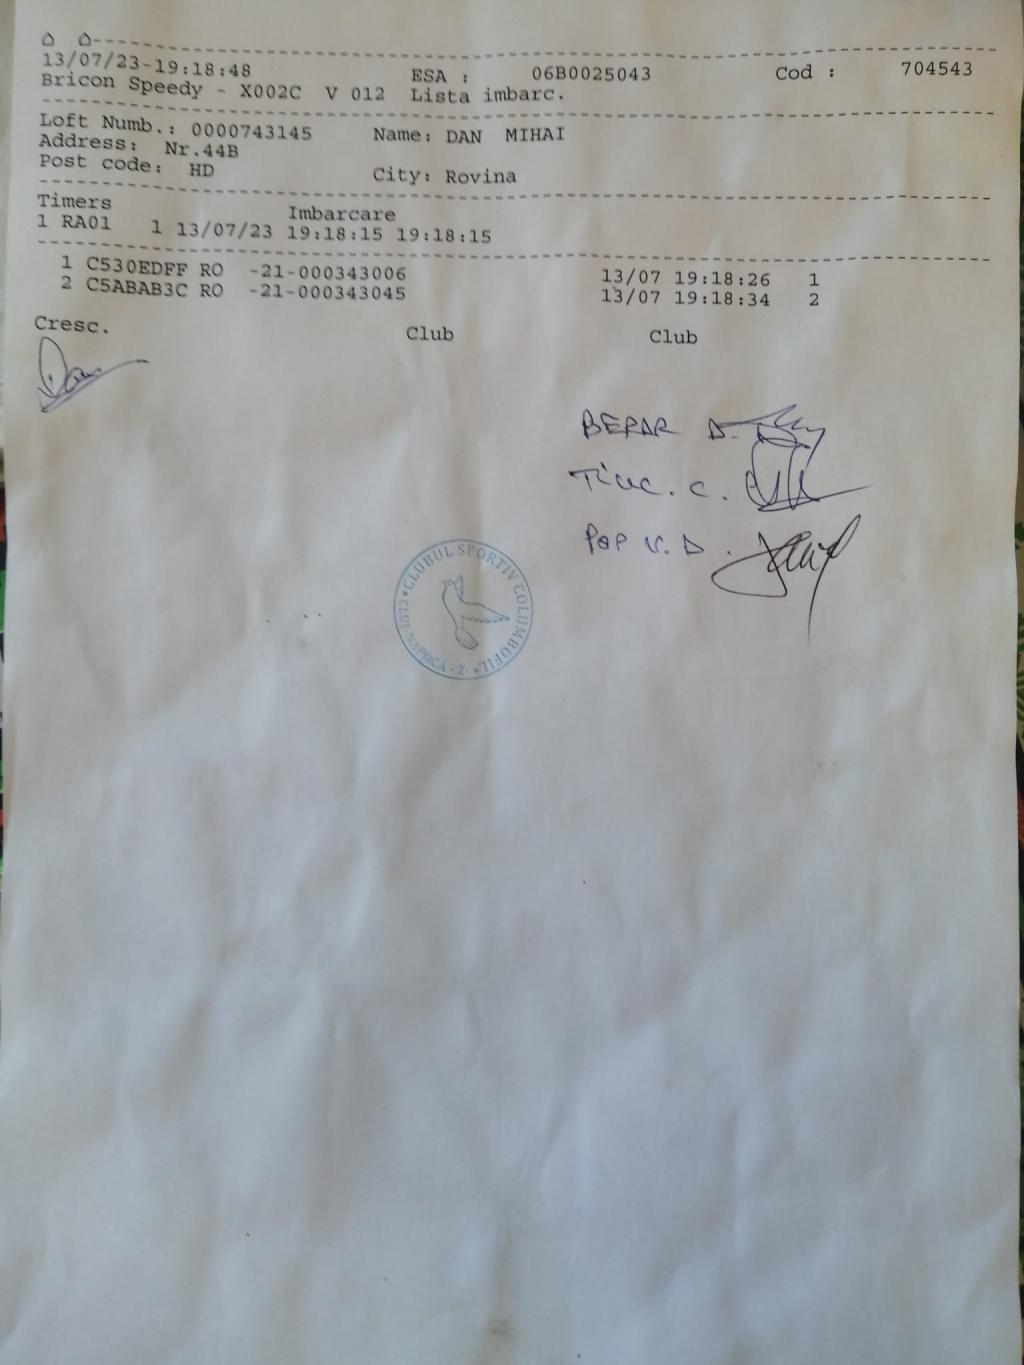 13/07/23-19:18:48 ESA : 06B0025043 Cod : 704543
Bricon Speedy - X002C V 012 Lista imbarc.
Loft Numb.: 0000743145 Name: DAN MIHAI
Address: Nr.44B
Post code: HD City: Rovina
Timers Imbarcare
1 RA01 1 13/07/23 19:18:15 19:18:15
1 C530EDFF RO -21-000343006 13/07 19:18:26 1
2 C5ABAB3C RO -21-000343045 13/07 19:18:34 2
Cresc. Club Club
Dan
BERAR A.
C.
POP V. D.
CLUBUL SPORTIV COLUMBOFIL
CLUJ-NAPOCA - 2